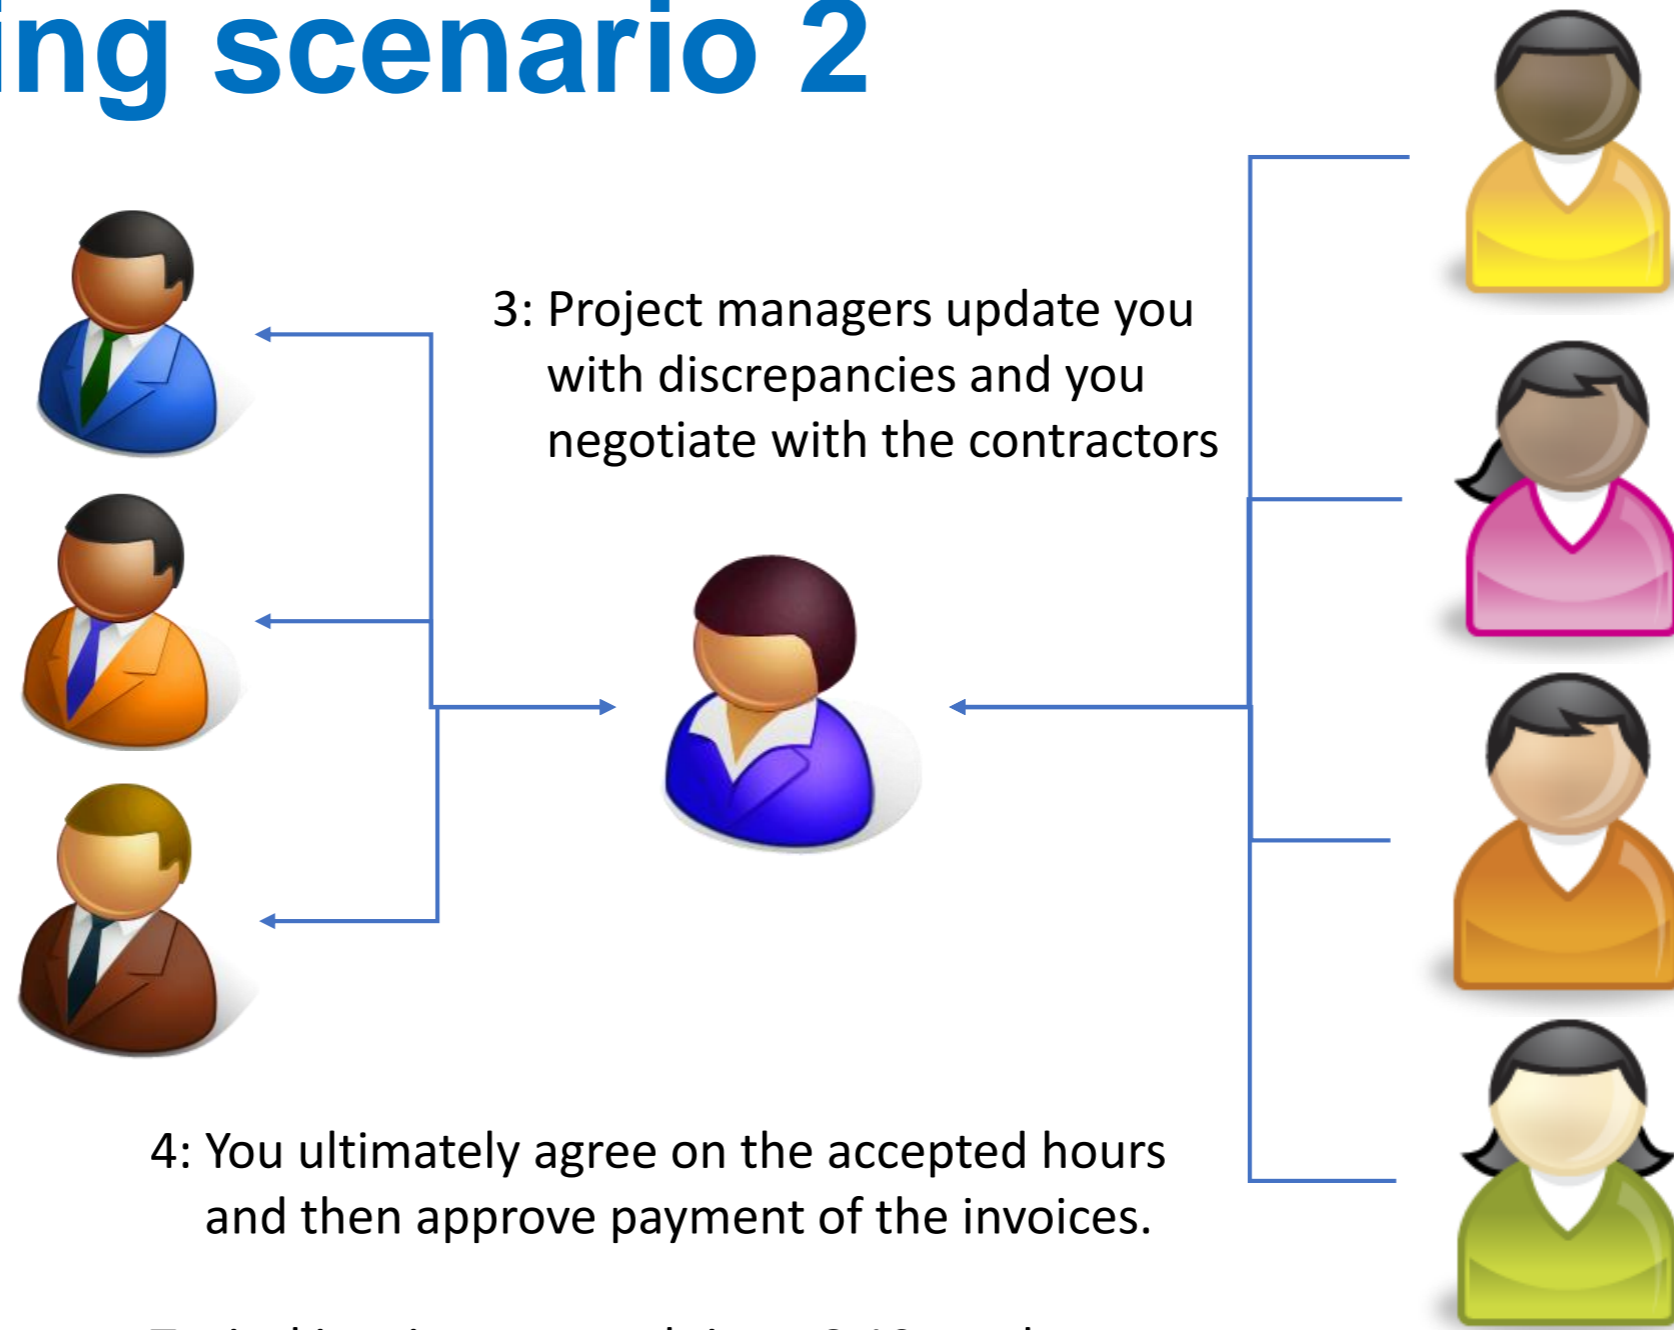 ing scenario 2
3: Project managers update you
with discrepancies and you
negotiate with the contractors
4: You ultimately agree on the accepted hours
and then approve payment of the invoices.